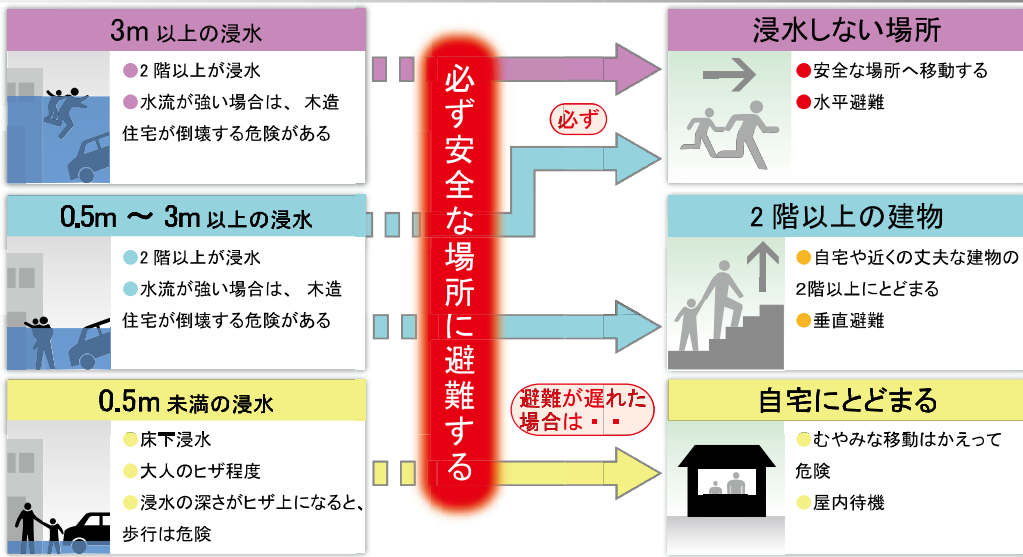 3m 以上の浸水
●2 階以上が浸水
●水流が強い場合は、 木造
住宅が倒壊する危険がある
0.5m ～ 3m 以上の浸水
●2 階以上が浸水
●水流が強い場合は、 木造
住宅が倒壊する危険がある
0.5m 未満の浸水
●床下浸水
●大人のヒザ程度
●浸水の深さがヒザ上になると、
歩行は危険
必ず安全な場所に避難する
必ず
避難が遅れた
場合は・・
浸水しない場所
●安全な場所へ移動する
●水平避難
2 階以上の建物
●自宅や近くの丈夫な建物の
２階以上にとどまる
●垂直避難
自宅にとどまる
●むやみな移動はかえって
危険
●屋内待機